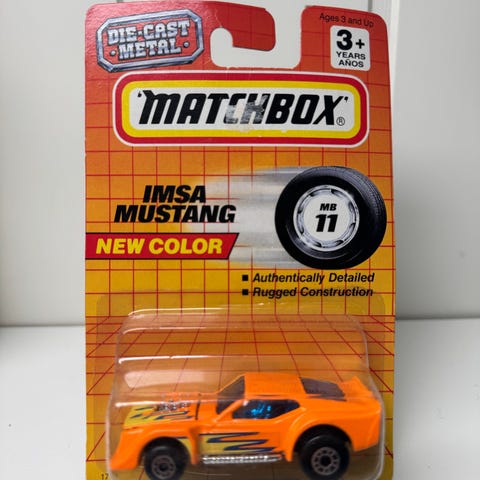 DIE-CAST
METAL
Ages 3 and Up
3+
YEARS
AÑOS
MATCHBOX®
IMSA
MUSTANG
MB
11
NEW COLOR
■ Authentically Detailed
■ Rugged Construction
17